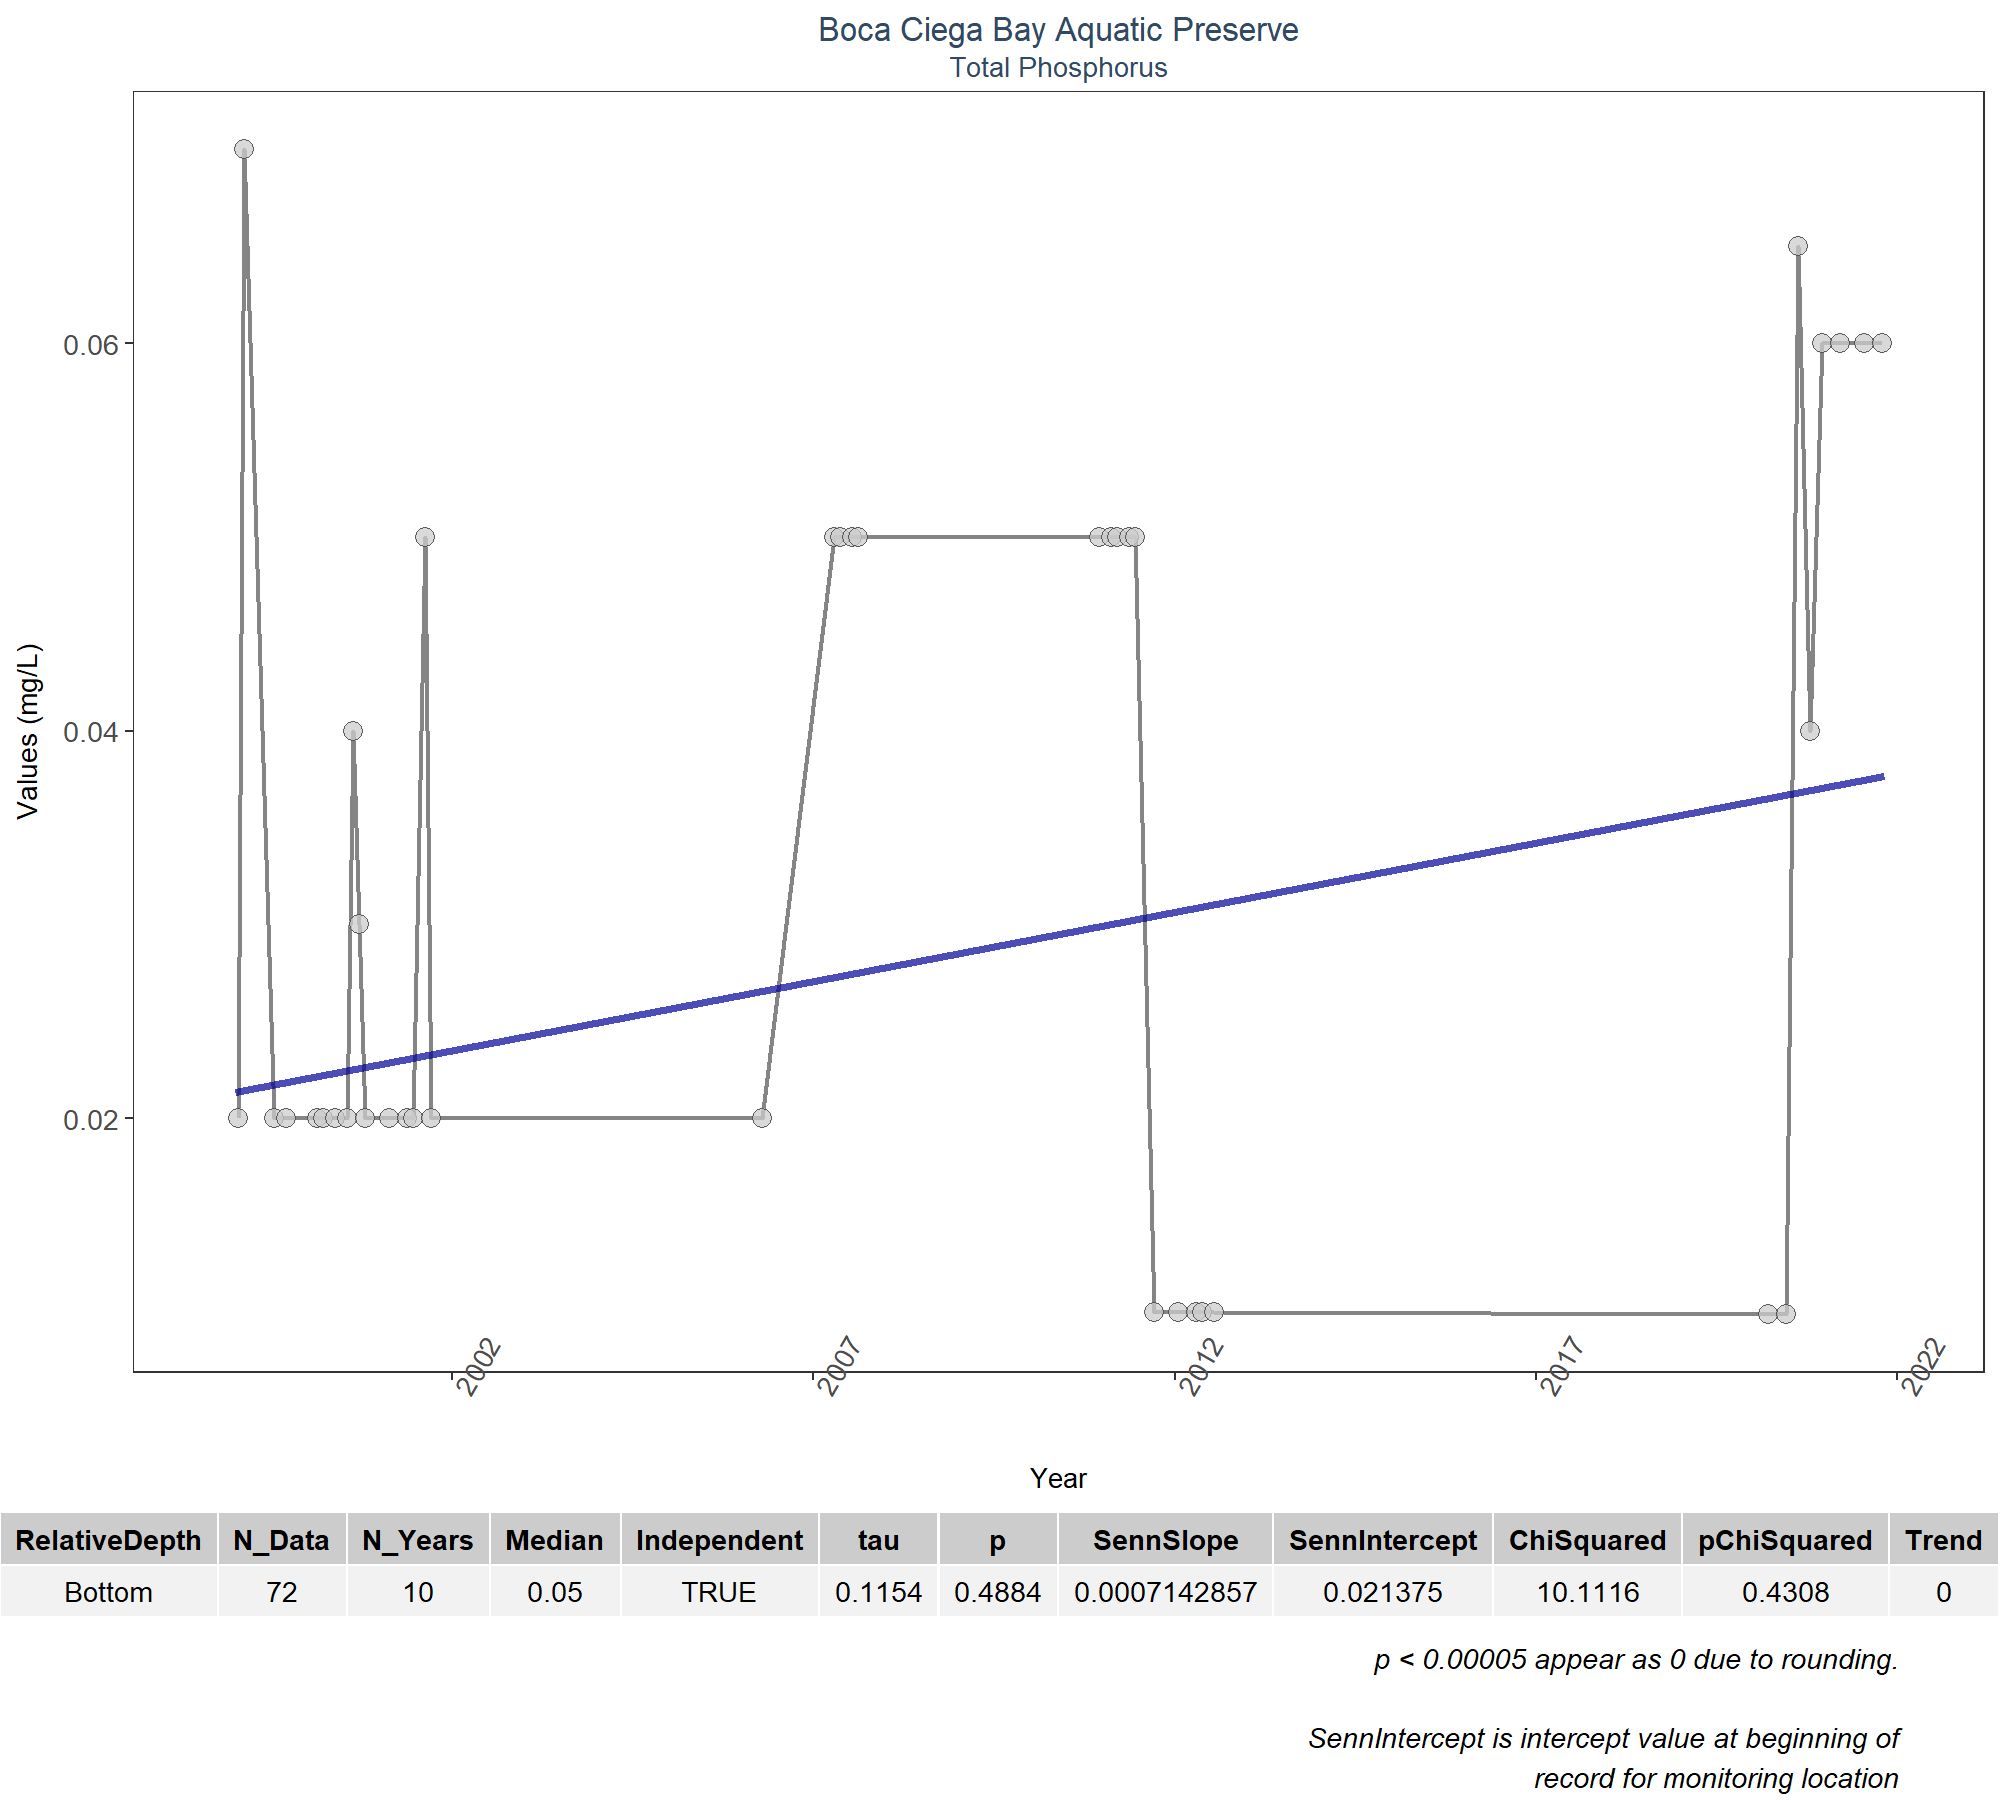 Boca Ciega Bay Aquatic Preserve
Total Phosphorus
Values (mg/L)
0.06
0.04
0.02
2002 2007 2012 2017 2022
Year
RelativeDepth N_Data N_Years Median Independent tau p SennSlope SennIntercept ChiSquared pChiSquared Trend
Bottom 72 10 0.05 TRUE 0.1154 0.4884 0.0007142857 0.021375 10.1116 0.4308 0
p < 0.00005 appear as 0 due to rounding.
SennIntercept is intercept value at beginning of
record for monitoring location